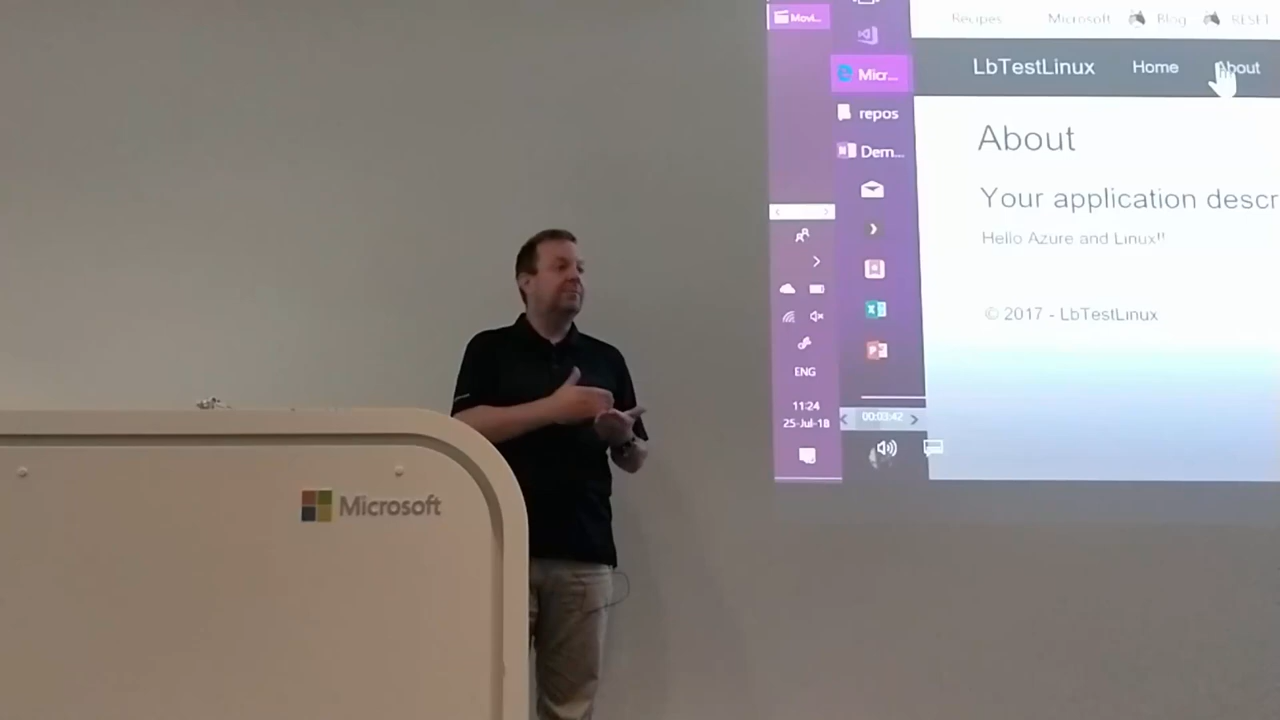 Movi...
Recipes Microsoft Blog RESET
LbTestLinux Home About
Micr...
repos
Dem...
About
Your application descr
Hello Azure and Linux!!
© 2017 - LbTestLinux
ENG
11:24
25-Jul-18
00:03:42
Microsoft